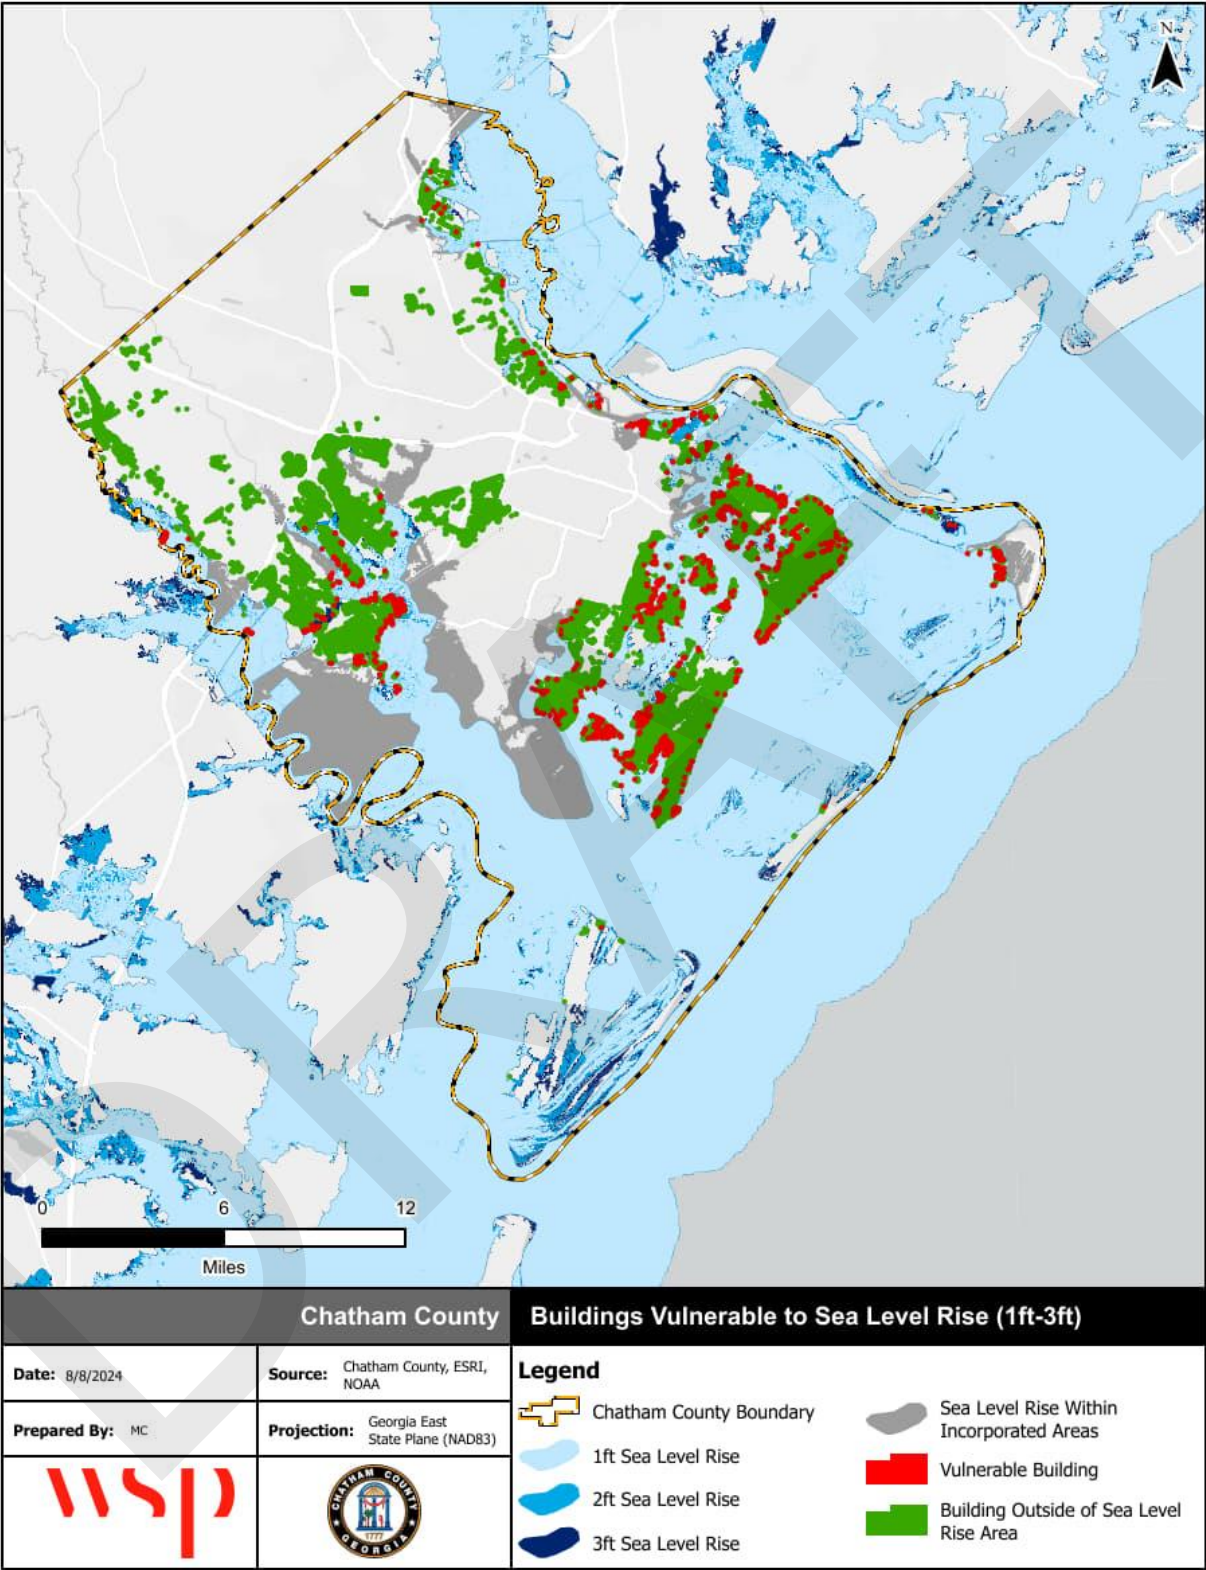 N
DRAFT
0 6 12
Miles
Chatham County
Buildings Vulnerable to Sea Level Rise (1ft-3ft)
Date: 8/8/2024
Source: Chatham County, ESRI,
NOAA
Prepared By: MC
Projection: Georgia East
State Plane (NAD83)
wsp
CHATHAM COUNTY
1777
GEORGIA
Legend
Chatham County Boundary
1ft Sea Level Rise
2ft Sea Level Rise
3ft Sea Level Rise
Sea Level Rise Within
Incorporated Areas
Vulnerable Building
Building Outside of Sea Level
Rise Area